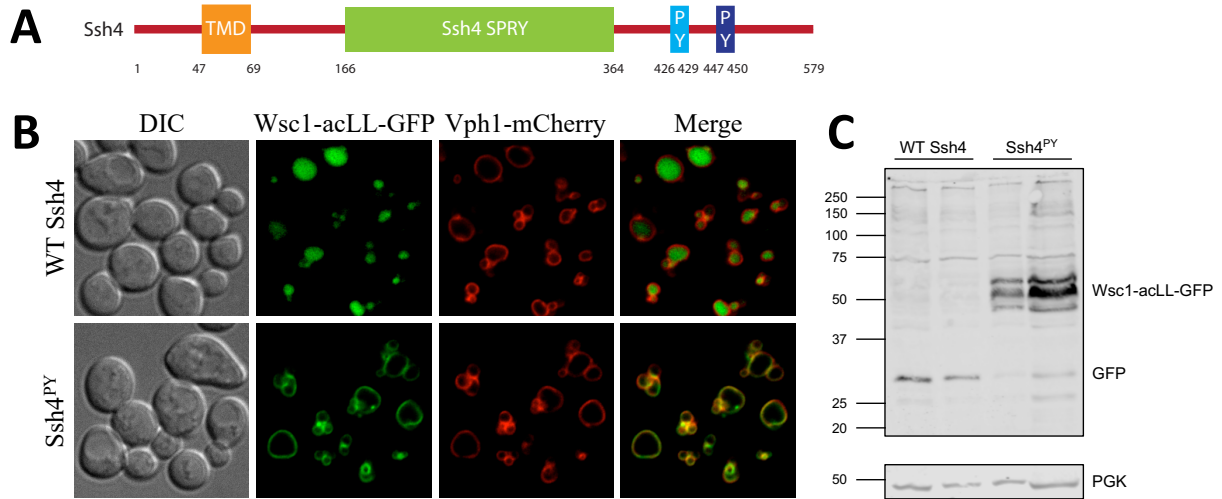 A
Ssh4
TMD
Ssh4 SPRY
P
Y
P
Y
1
47
69
166
364
426
429
447
450
579
B
DIC
Wsc1-acLL-GFP
Vph1-mCherry
Merge
WT Ssh4
Ssh4PY
C
WT Ssh4
Ssh4PY
250
150
100
75
50
37
25
20
Wsc1-acLL-GFP
GFP
50
PGK